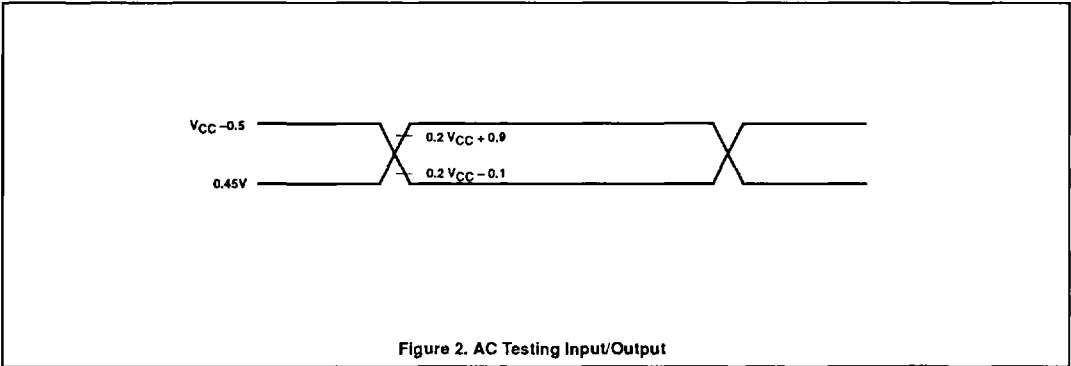 VCC –0.5
0.2 VCC + 0.9
0.2 VCC – 0.1
0.45V
Figure 2. AC Testing Input/Output